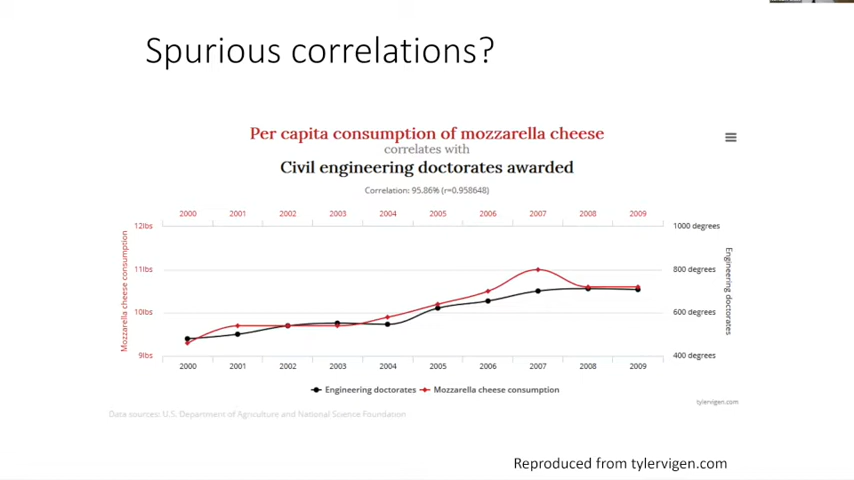 Spurious correlations?
Per capita consumption of mozzarella cheese
correlates with
Civil engineering doctorates awarded
Correlation: 95.86% (r=0.958648)
2000 2001 2002 2003 2004 2005 2006 2007 2008 2009
12lbs 1000 degrees
11lbs 800 degrees
10lbs 600 degrees
9lbs 400 degrees
Mozzarella cheese consumption
Engineering doctorates
2000 2001 2002 2003 2004 2005 2006 2007 2008 2009
Engineering doctorates Mozzarella cheese consumption
tylervigen.com
Data sources: U.S. Department of Agriculture and National Science Foundation
Reproduced from tylervigen.com